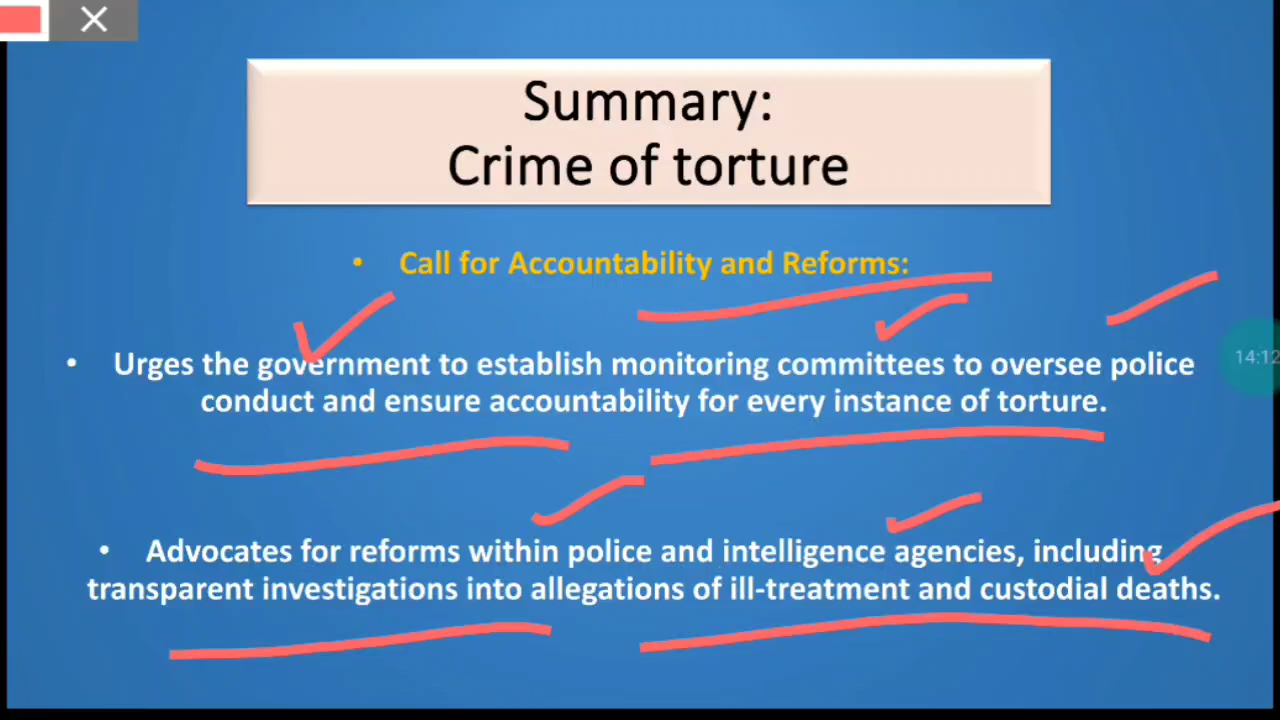 Summary:
Crime of torture
• Call for Accountability and Reforms:
• Urges the government to establish monitoring committees to oversee police
conduct and ensure accountability for every instance of torture.
14:12
• Advocates for reforms within police and intelligence agencies, including
transparent investigations into allegations of ill-treatment and custodial deaths.